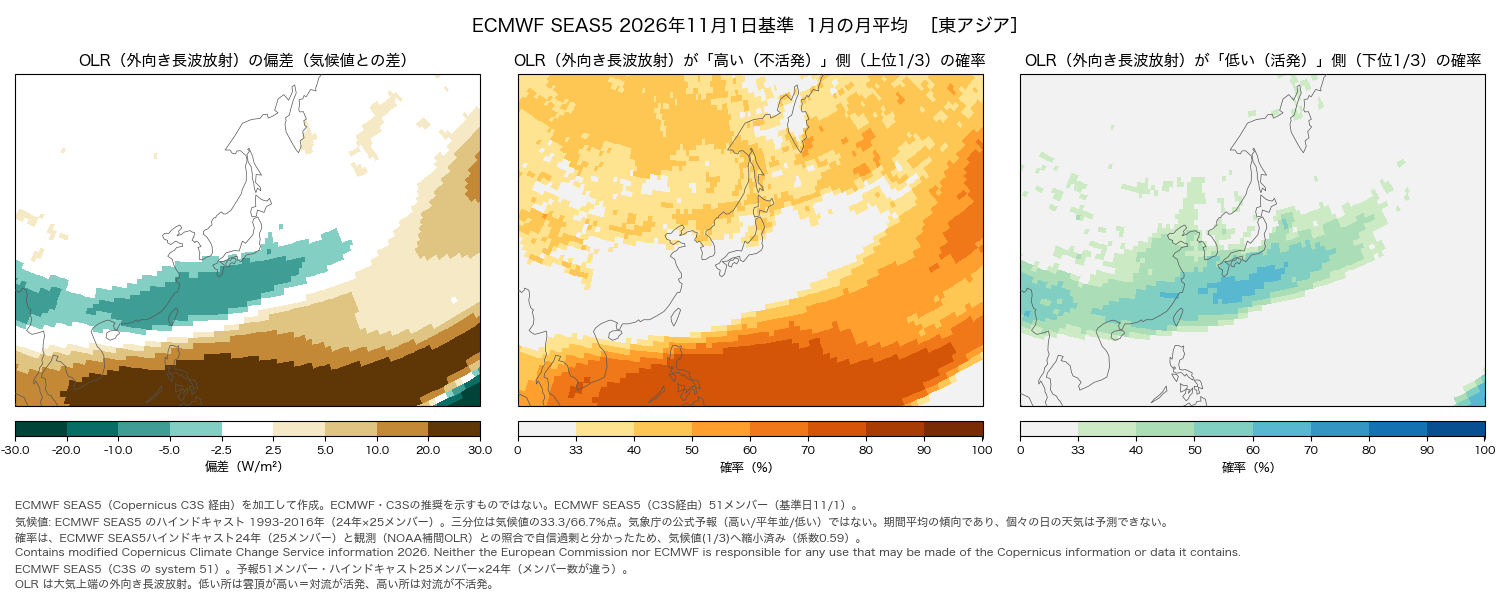 ECMWF SEAS5 2026年11月1日基準 1月の月平均 ［東アジア］
OLR（外向き長波放射）の偏差（気候値との差）
OLR（外向き長波放射）が「高い（不活発）」側（上位1/3）の確率
OLR（外向き長波放射）が「低い（活発）」側（下位1/3）の確率
-30.0 -20.0 -10.0 -5.0 -2.5 2.5 5.0 10.0 20.0 30.0
偏差（W/m²）
0 33 40 50 60 70 80 90 100
確率（%）
0 33 40 50 60 70 80 90 100
確率（%）
ECMWF SEAS5（Copernicus C3S 経由）を加工して作成。ECMWF・C3Sの推奨を示すものではない。ECMWF SEAS5（C3S経由）51メンバー（基準日11/1）。
気候値: ECMWF SEAS5 のハインドキャスト 1993-2016年（24年×25メンバー）。三分位は気候値の33.3/66.7%点。気象庁の公式予報（高い/平年並/低い）ではない。期間平均の傾向であり、個々の日の天気は予測できない。
確率は、ECMWF SEAS5ハインドキャスト24年（25メンバー）と観測（NOAA補間OLR）との照合で自信過剰と分かったため、気候値(1/3)へ縮小済み（係数0.59）。
Contains modified Copernicus Climate Change Service information 2026. Neither the European Commission nor ECMWF is responsible for any use that may be made of the Copernicus information or data it contains.
ECMWF SEAS5（C3S の system 51）。予報51メンバー・ハインドキャスト25メンバー×24年（メンバー数が違う）。
OLR は大気上端の外向き長波放射。低い所は雲頂が高い＝対流が活発、高い所は対流が不活発。